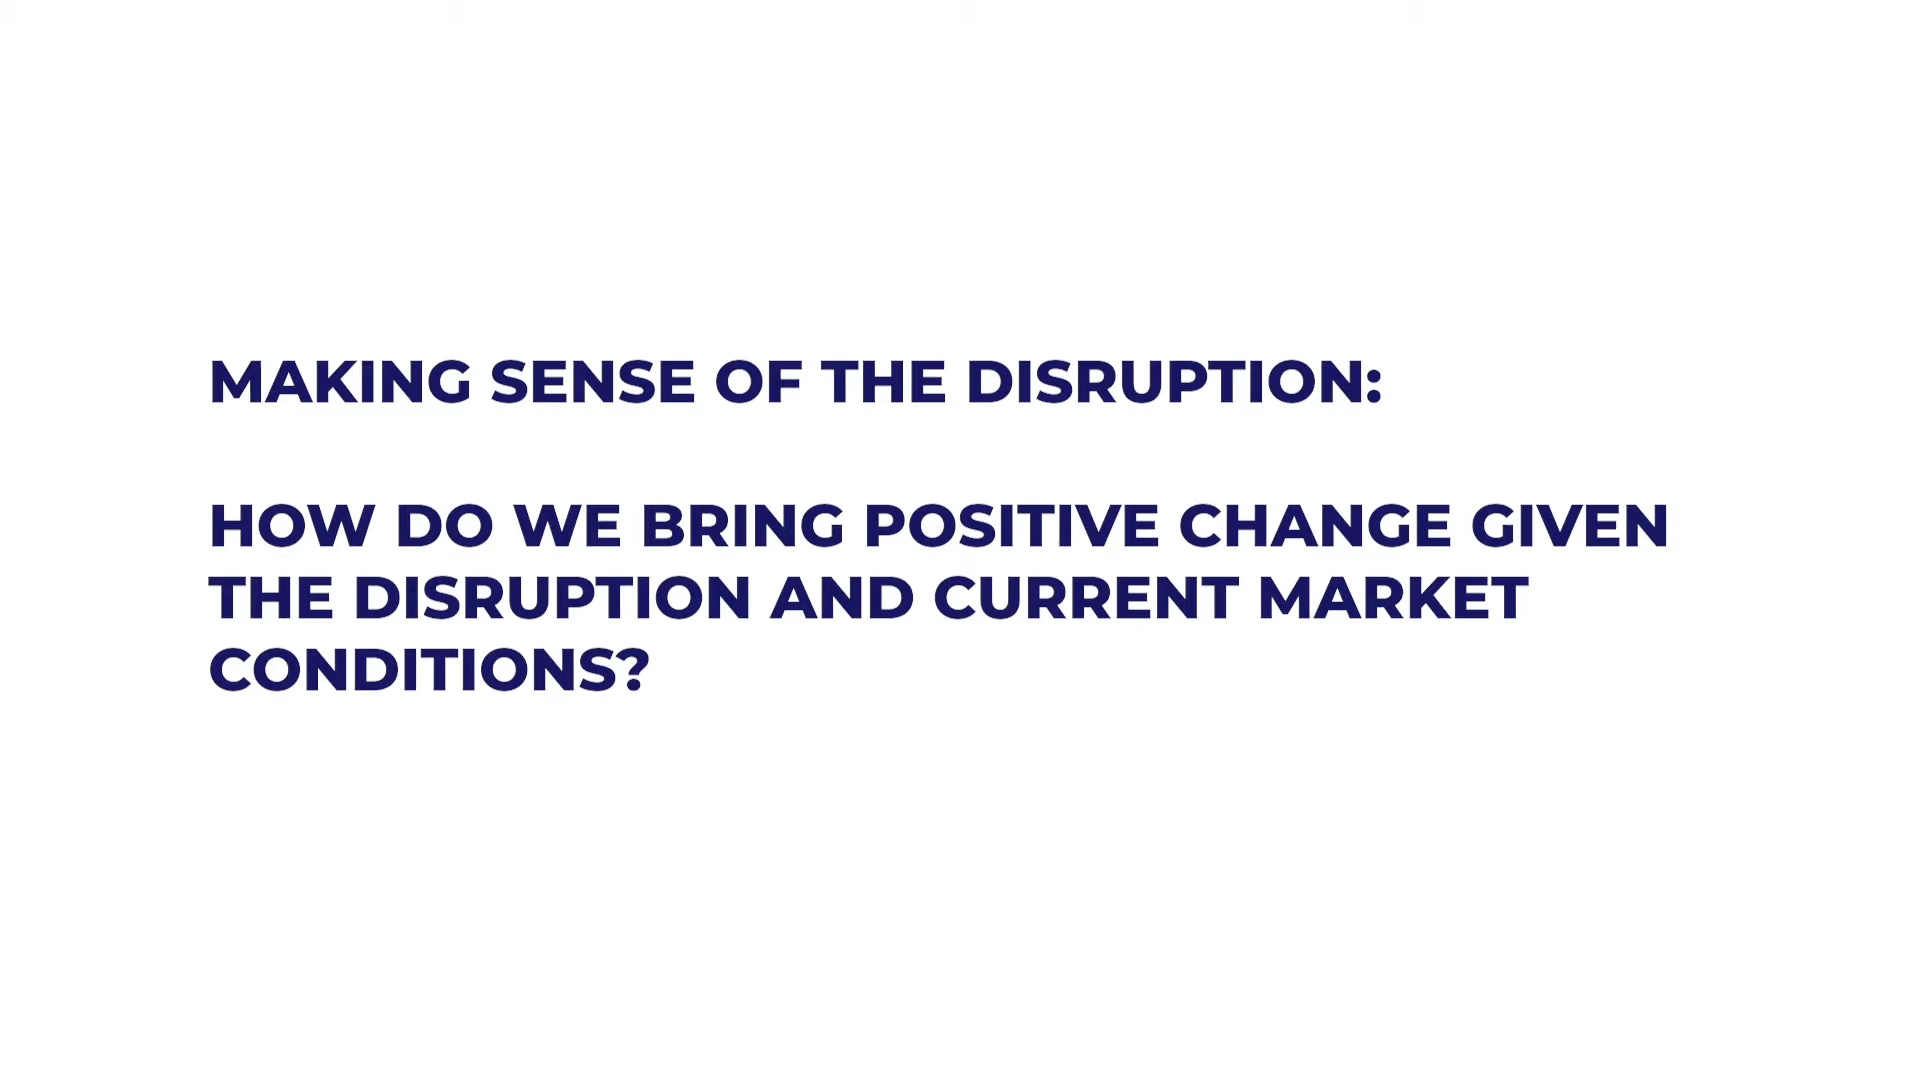 MAKING SENSE OF THE DISRUPTION:
HOW DO WE BRING POSITIVE CHANGE GIVEN
THE DISRUPTION AND CURRENT MARKET
CONDITIONS?